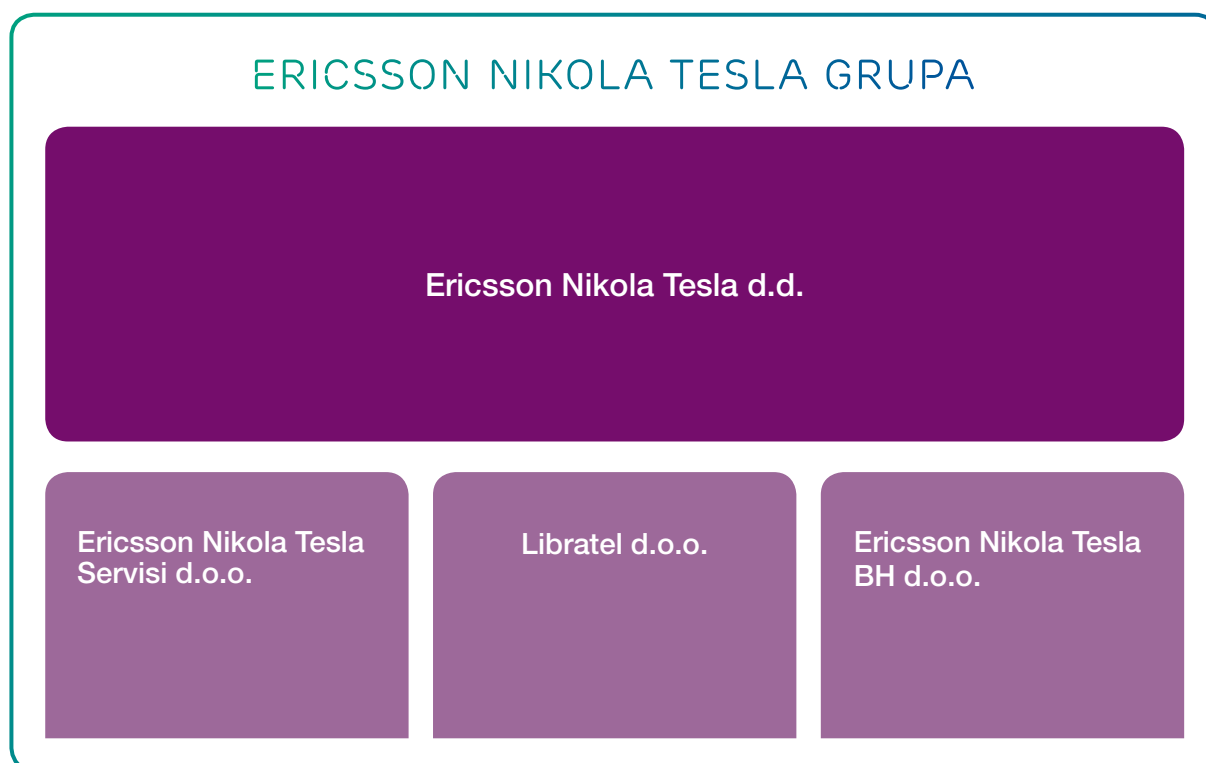 ERICSSON NIKOLA TESLA GRUPA
Ericsson Nikola Tesla d.d.
Ericsson Nikola Tesla
Servisi d.o.o.
Libratel d.o.o.
Ericsson Nikola Tesla
BH d.o.o.